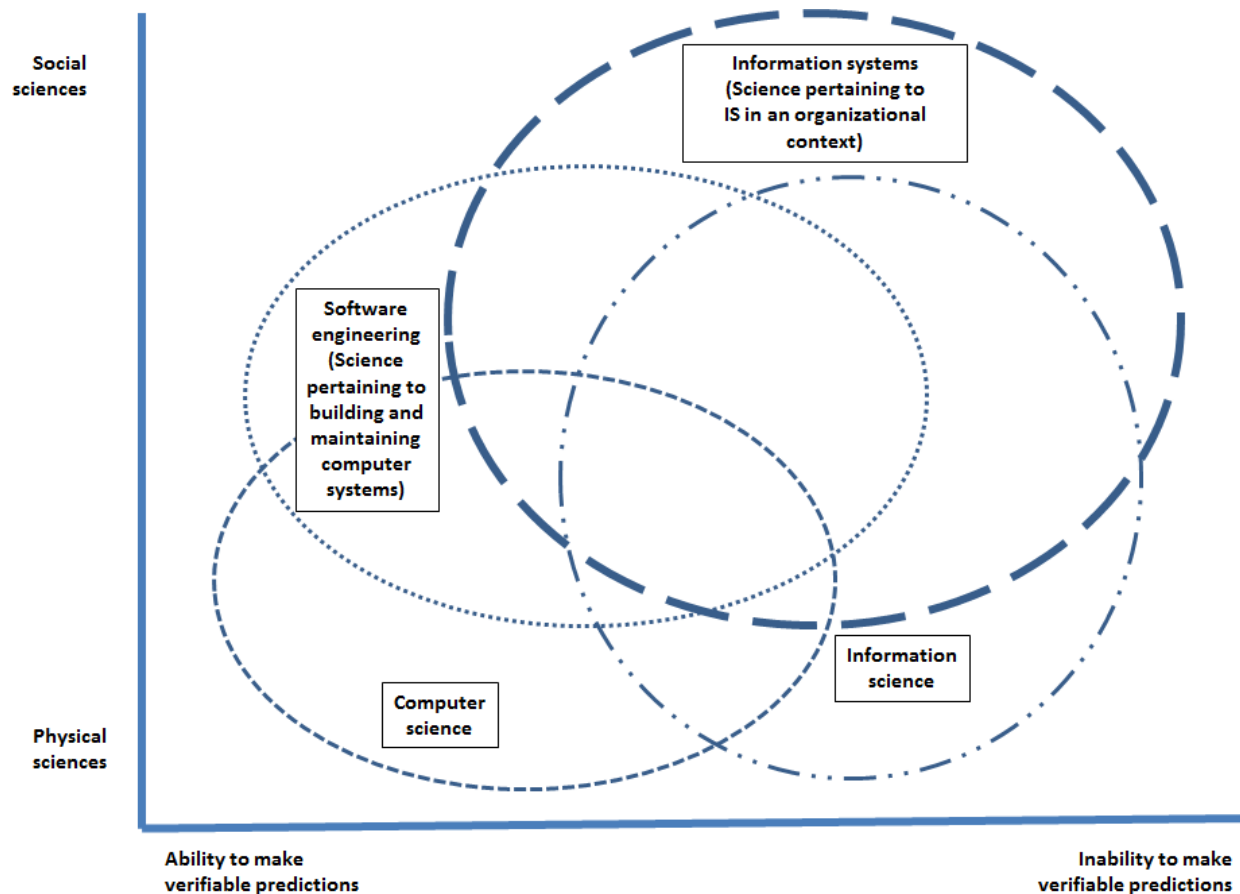 Social
sciences
Information systems
(Science pertaining to
IS in an organizational
context)
Software
engineering
(Science
pertaining to
building and
maintaining
computer
systems)
Information
science
Computer
science
Physical
sciences
Ability to make
verifiable predictions
Inability to make
verifiable predictions